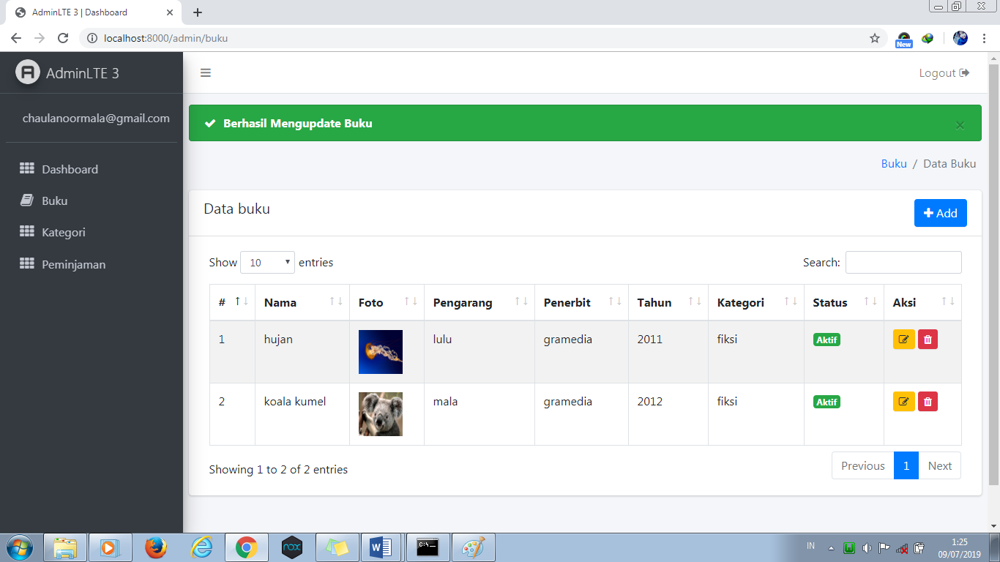 AdminLTE 3 | Dashboard
localhost:8000/admin/buku
New
AdminLTE 3
Logout
chaulanoormala@gmail.com
Berhasil Mengupdate Buku
×
Buku / Data Buku
Dashboard
Buku
Kategori
Peminjaman
Data buku
Add
Show 10 entries
Search:
# Nama Foto Pengarang Penerbit Tahun Kategori Status Aksi
1 hujan lulu gramedia 2011 fiksi Aktif
2 koala kumel mala gramedia 2012 fiksi Aktif
Showing 1 to 2 of 2 entries
Previous 1 Next
nox
C:\
IN
1:25
09/07/2019